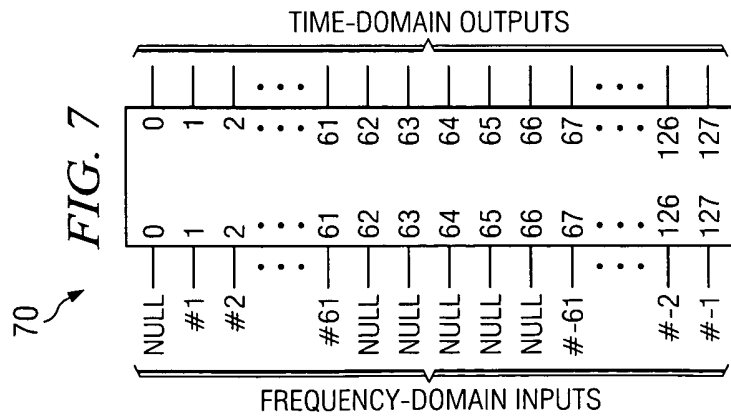 70
FIG. 7
FREQUENCY-DOMAIN INPUTS
TIME-DOMAIN OUTPUTS
NULL 0 0
#1 1 1
#2 2 2
#61 61 61
NULL 62 62
NULL 63 63
NULL 64 64
NULL 65 65
NULL 66 66
#-61 67 67
#-2 126 126
#-1 127 127